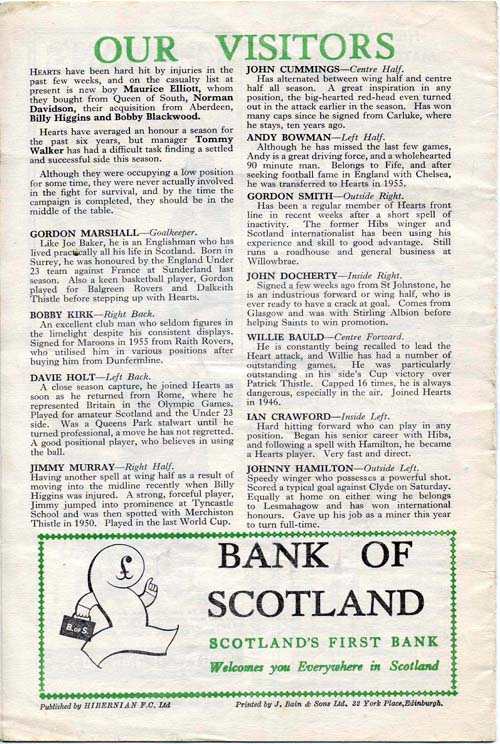 OUR VISITORS
HEARTS have been hard hit by injuries in the
past few weeks, and on the casualty list at
present is new boy Maurice Elliott, whom
they bought from Queen of South, Norman
Davidson, their acquisition from Aberdeen,
Billy Higgins and Bobby Blackwood.
Hearts have averaged an honour a season for
the past six years, but manager Tommy
Walker has had a difficult task finding a settled
and successful side this season.
Although they were occupying a low position
for some time, they were never actually involved
in the fight for survival, and by the time the
campaign is completed, they should be in the
middle of the table.
GORDON MARSHALL—Goalkeeper.
Like Joe Baker, he is an Englishman who has
lived practically all his life in Scotland. Born in
Surrey, he was honoured by the England Under
23 team against France at Sunderland last
season. Also a keen basketball player, Gordon
played for Balgreen Rovers and Dalkeith
Thistle before stepping up with Hearts.
BOBBY KIRK—Right Back.
An excellent club man who seldom figures in
the limelight despite his consistent displays.
Signed for Maroons in 1955 from Raith Rovers,
who utilised him in various positions after
buying him from Dunfermline.
DAVIE HOLT—Left Back.
A close season capture, he joined Hearts as
soon as he returned from Rome, where he
represented Britain in the Olympic Games.
Played for amateur Scotland and the Under 23
side. Was a Queens Park stalwart until he
turned professional, a move he has not regretted.
A good positional player, who believes in using
the ball.
JIMMY MURRAY—Right Half.
Having another spell at wing half as a result of
moving into the midline recently when Billy
Higgins was injured. A strong, forceful player,
Jimmy jumped into prominence at Tyncastle
School and was then spotted with Merchiston
Thistle in 1950. Played in the last World Cup.
JOHN CUMMINGS—Centre Half.
Has alternated between wing half and centre
half all season. A great inspiration in any
position, the big-hearted red-head even turned
out in the attack earlier in the season. Has won
many caps since he signed from Carluke, where
he stays, ten years ago.
ANDY BOWMAN—Left Half.
Although he has missed the last few games,
Andy is a great driving force, and a wholehearted
90 minute man. Belongs to Fife, and after
seeking football fame in England with Chelsea,
he was transferred to Hearts in 1955.
GORDON SMITH—Outside Right.
Has been a regular member of Hearts front
line in recent weeks after a short spell of
inactivity. The former Hibs winger and
Scotland internationalist has been using his
experience and skill to good advantage. Still
runs a roadhouse and general business at
Willowbrae.
JOHN DOCHERTY—Inside Right.
Signed a few weeks ago from St Johnstone, he
is an industrious forward or wing half, who is
ever ready to have a crack at goal. Comes from
Glasgow and was with Stirling Albion before
helping Saints to win promotion.
WILLIE BAULD—Centre Forward.
He is constantly being recalled to lead the
Heart attack, and Willie has had a number of
outstanding games. He was particularly
outstanding in his side's Cup victory over
Patrick Thistle. Capped 16 times, he is always
dangerous, especially in the air. Joined Hearts
in 1946.
IAN CRAWFORD—Inside Left.
Hard hitting forward who can play in any
position. Began his senior career with Hibs,
and following a spell with Hamilton, he became
a Hearts player. Very fast and direct.
JOHNNY HAMILTON—Outside Left.
Speedy winger who possesses a powerful shot.
Scored a typical goal against Clyde on Saturday.
Equally at home on either wing he belongs
to Lesmahagow and has won international
honours. Gave up his job as a miner this year
to turn full-time.
£
B. OF S.
BANK OF
SCOTLAND
SCOTLAND'S FIRST BANK
Welcomes you Everywhere in Scotland
Published by HIBERNIAN F.C. Ltd
Printed by J. Bain & Sons Ltd. 32 York Place, Edinburgh.